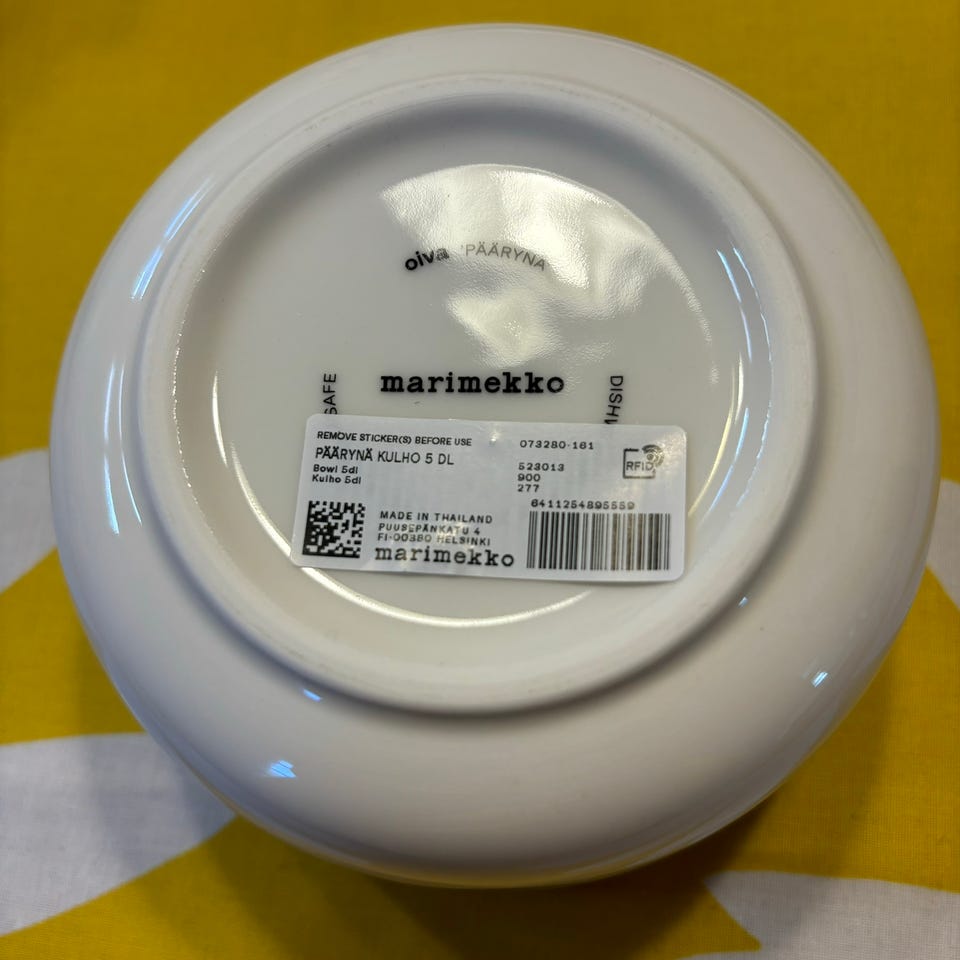 oiva 'PÄÄRYNÄ
marimekko
SAFE
DISHW
REMOVE STICKER(S) BEFORE USE
PÄÄRYNÄ KULHO 5 DL
Bowl 5dl
Kulho 5dl
073280-161
523013
900
277
RFID
6411254895559
MADE IN THAILAND
PUUSEPÄNKATU 4
FI-00880 HELSINKI
marimekko